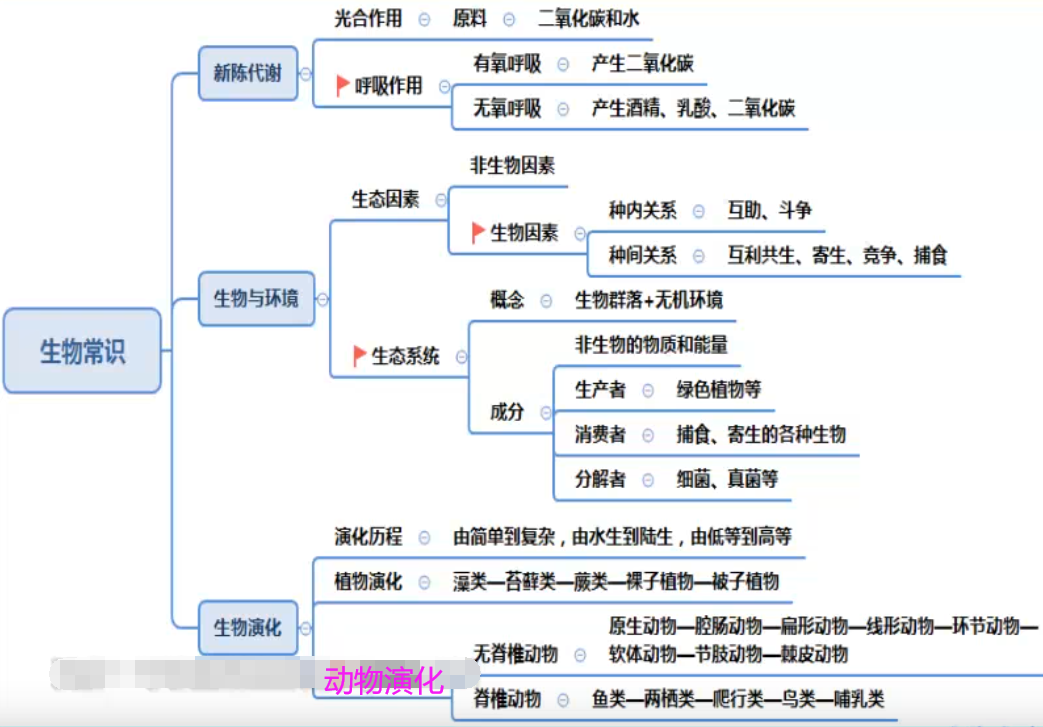 光合作用 原料 二氧化碳和水
新陈代谢
有氧呼吸 产生二氧化碳
呼吸作用
无氧呼吸 产生酒精、乳酸、二氧化碳
非生物因素
生态因素
种内关系 互助、斗争
生物因素
种间关系 互利共生、寄生、竞争、捕食
生物与环境
概念 生物群落+无机环境
生物常识
非生物的物质和能量
生态系统
生产者 绿色植物等
成分
消费者 捕食、寄生的各种生物
分解者 细菌、真菌等
演化历程 由简单到复杂，由水生到陆生，由低等到高等
植物演化 藻类—苔藓类—蕨类—裸子植物—被子植物
生物演化
原生动物—腔肠动物—扁形动物—线形动物—环节动物—
无脊椎动物 软体动物—节肢动物—棘皮动物
动物演化
脊椎动物 鱼类—两栖类—爬行类—鸟类—哺乳类